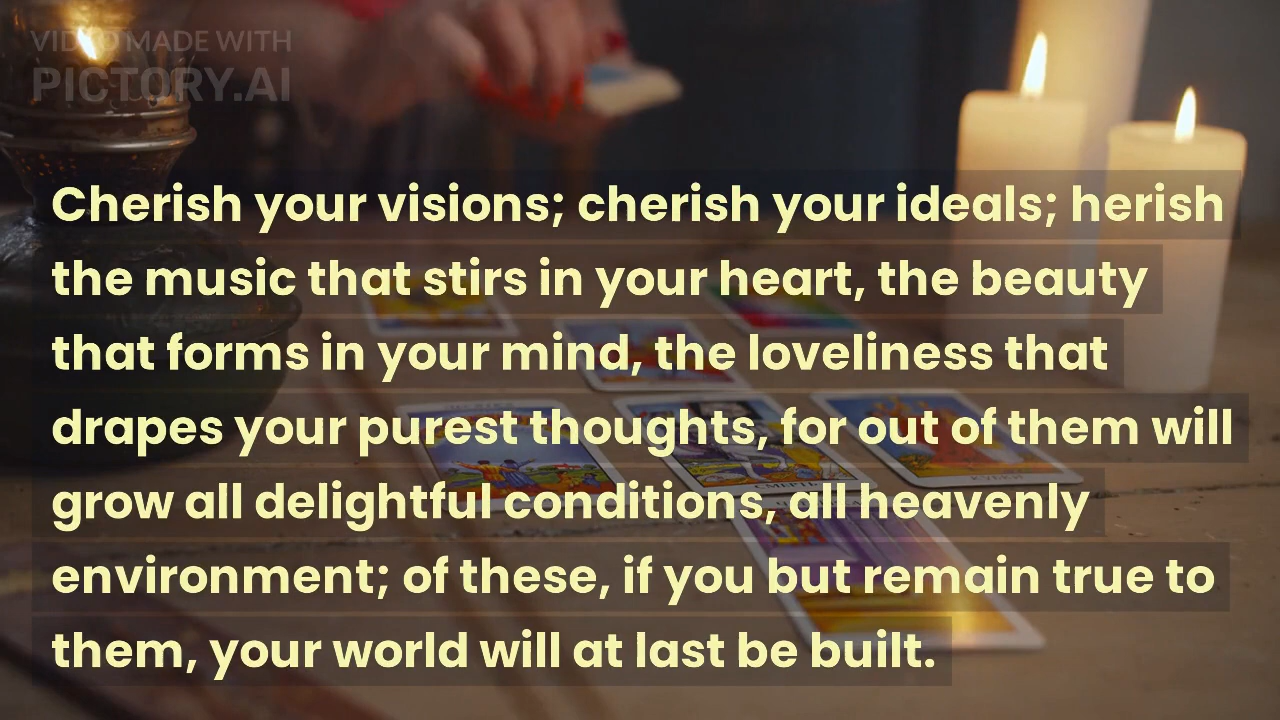 VIDEO MADE WITH
PICTORY.AI
Cherish your visions; cherish your ideals; herish
the music that stirs in your heart, the beauty
that forms in your mind, the loveliness that
drapes your purest thoughts, for out of them will
grow all delightful conditions, all heavenly
environment; of these, if you but remain true to
them, your world will at last be built.